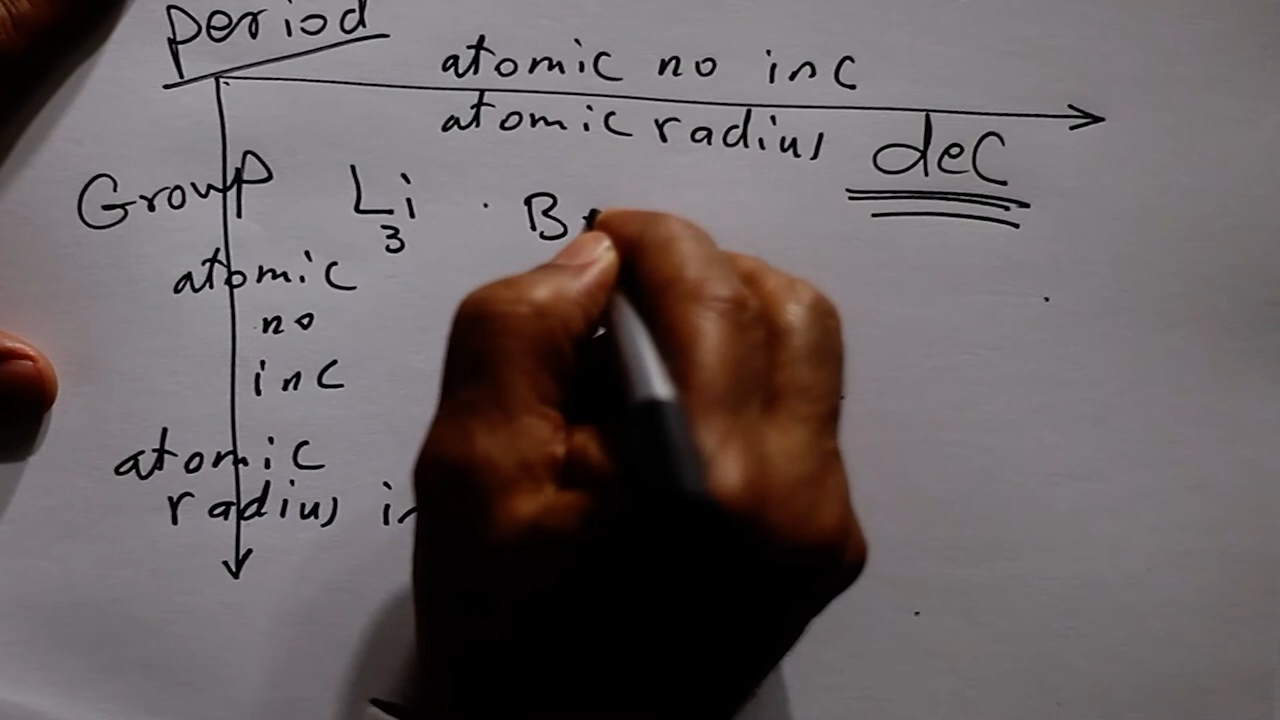 period
atomic no inc
atomic radius dec
Group Li B
3
atomic
no
inc
atomic
radius